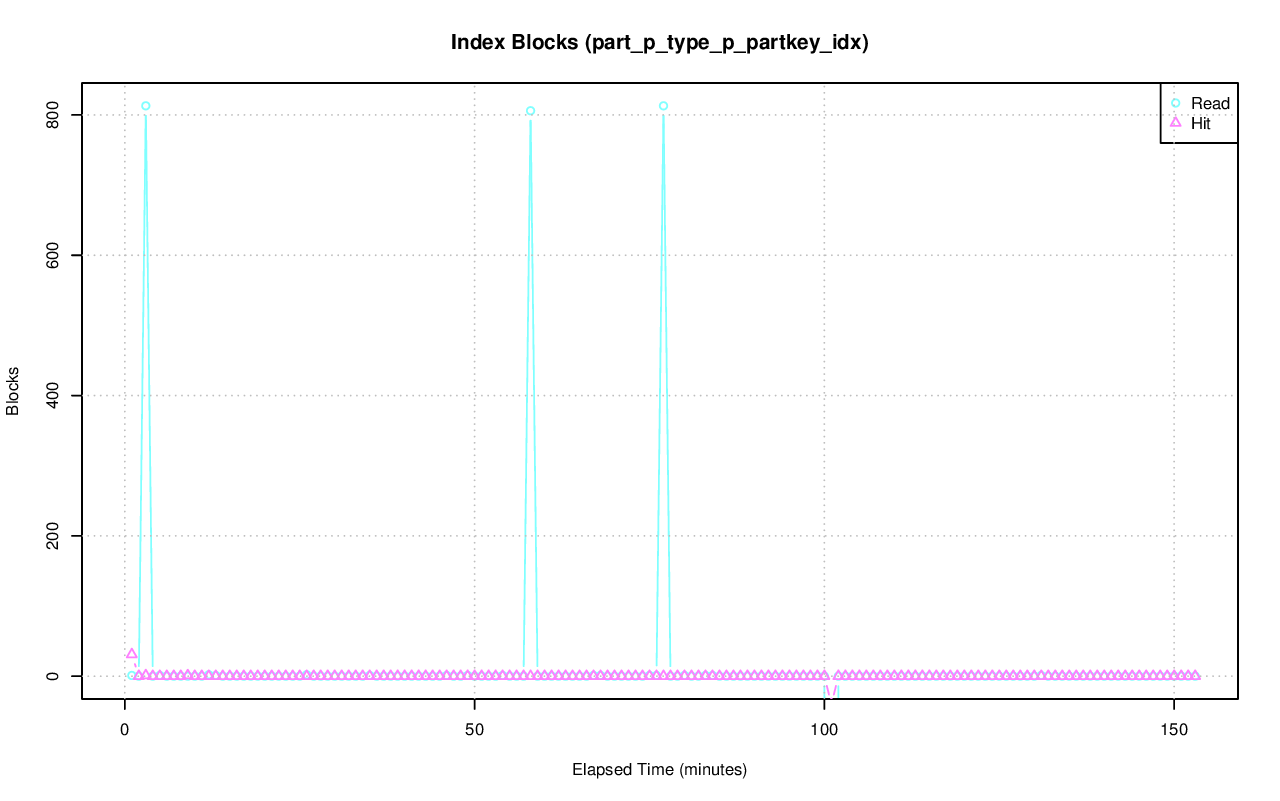 Index Blocks (part_p_type_p_partkey_idx)
Read
Hit
800
600
400
200
0
Blocks
0 50 100 150
Elapsed Time (minutes)